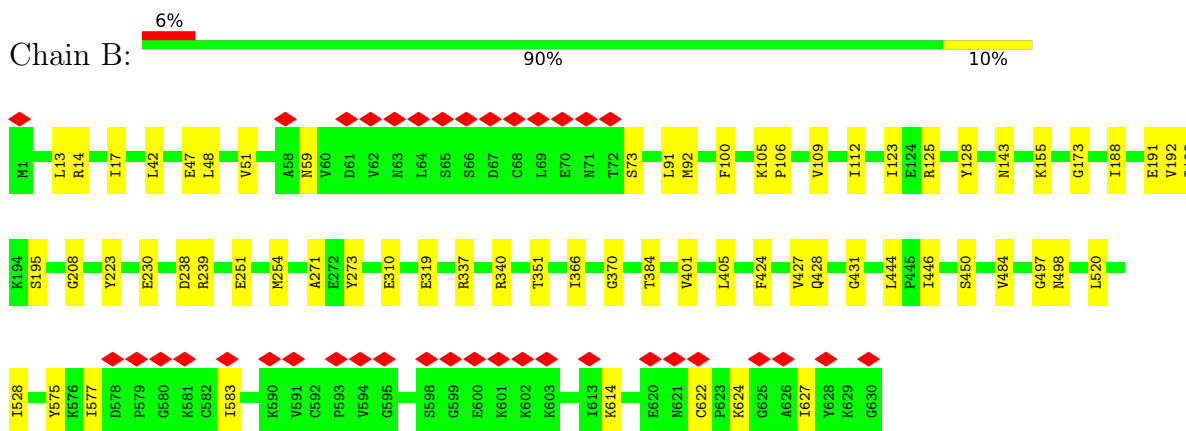 6%
Chain B:
90% 10%
M1 L13 R14 I17 L42 E47 L48 V51 A58 N59 V60 D61 V62 N63 L64 S65 S66 D67 C68 L69 E70 N71 T72 S73 L91 M92 F100 K105 P106 V109 I112 I123 E124 R125 Y128 N143 K155 G173 I188 E191 V192
K194 S195 G208 Y223 E230 D238 R239 E251 M254 A271 E272 Y273 E310 E319 R337 R340 T351 I366 G370 T384 V401 L405 F424 V427 Q428 G431 L444 P445 I446 S450 V484 G497 N498 L520
I528 Y575 K576 I577 D578 P579 G580 K581 C582 I583 K590 V591 C592 P593 V594 G595 S598 G599 E600 K601 K602 K603 I613 K614 E620 N621 C622 P623 K624 G625 A626 I627 Y628 K629 G630